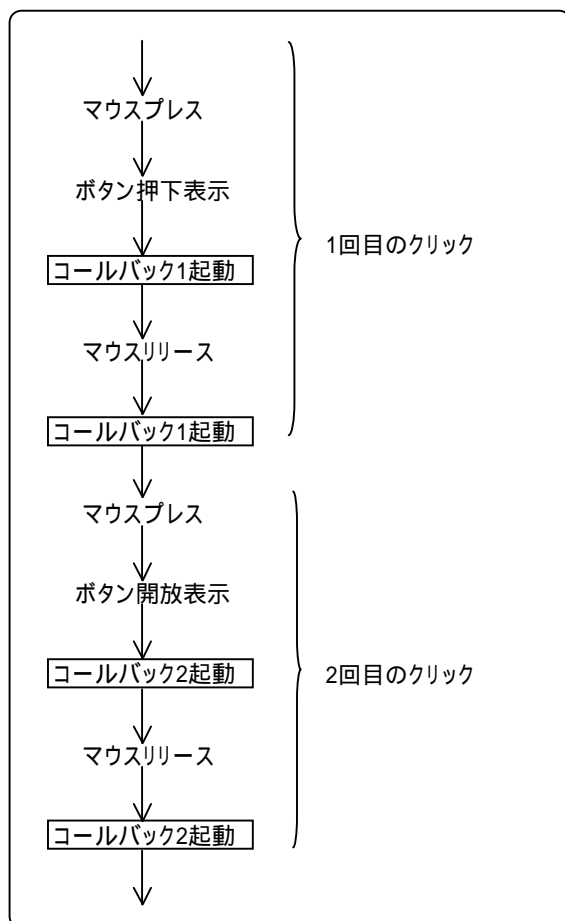 マウスプレス
ボタン押下表示
コールバック1起動
1回目のクリック
マウスリリース
コールバック1起動
マウスプレス
ボタン開放表示
コールバック2起動
2回目のクリック
マウスリリース
コールバック2起動